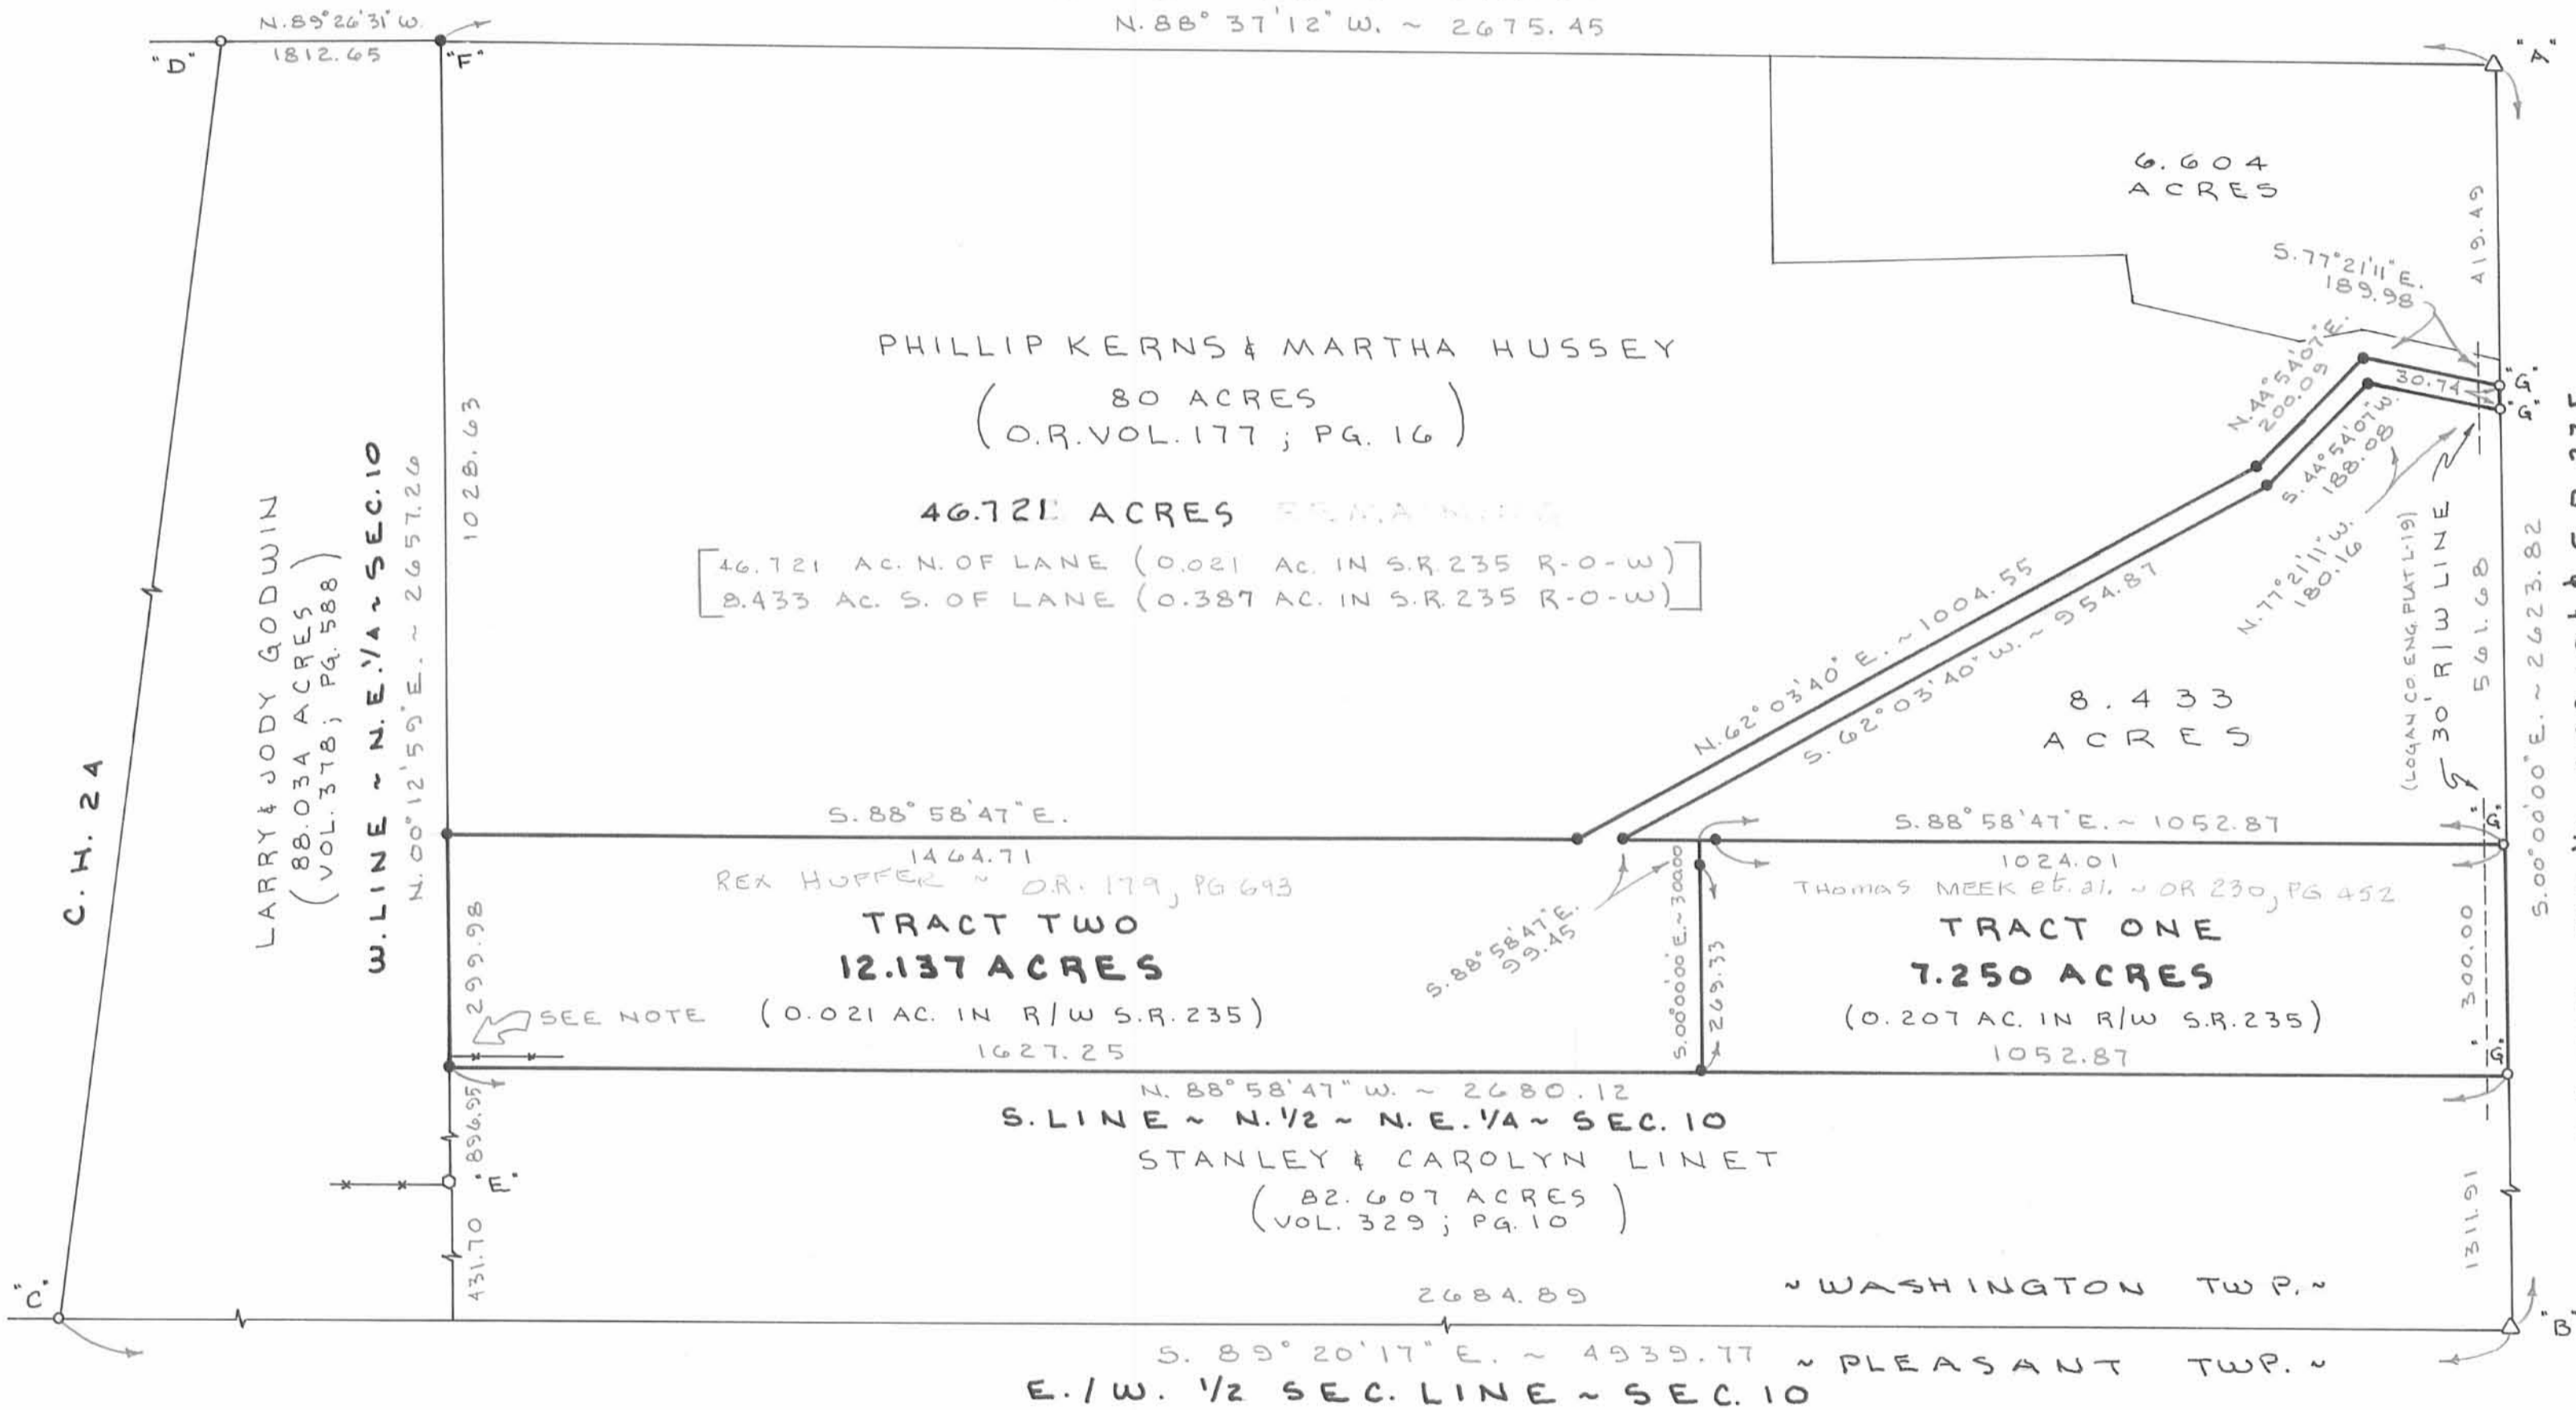 N. 89° 26' 31" W.
1812.65
"D"
"F"
N. 88° 37' 12" W. ~ 2675.45
"A"
6.604
ACRES
419.49
S. 77° 21' 11" E.
189.98
30.74
"G"
"G"
N. 44° 54' 07" E.
200.09
S. 44° 54' 07" W.
188.08
N. 77° 21' 11" W.
180.16
PHILLIP KERNS & MARTHA HUSSEY
( 80 ACRES
O.R. VOL. 177 ; PG. 16 )
46.721 ACRES
[46.721 AC. N. OF LANE (0.021 AC. IN S.R. 235 R-O-W)
8.433 AC. S. OF LANE (0.387 AC. IN S.R. 235 R-O-W)]
N. 62° 03' 40" E. ~ 1004.55
S. 62° 03' 40" W. ~ 954.87
8.433
ACRES
(LOGAN CO. ENG. PLAT L-19)
30' R/W LINE
561.68
S. 00° 00' 00" E. ~ 2623.82
C.H. 24
LARRY & JODY GODWIN
( 88.034 ACRES )
( VOL. 378 ; PG. 588 )
W. LINE ~ N.E. 1/4 ~ SEC. 10
N. 00° 12' 59" E. ~ 2657.26
1028.63
S. 88° 58' 47" E.
1464.71
REX HUFFER ~ O.R. 179, PG 693
TRACT TWO
12.137 ACRES
(0.021 AC. IN R/W S.R. 235)
1627.25
299.98
SEE NOTE
S. 88° 58' 47" E.
99.45
S. 00° 00' 00" E. ~ 300.00
269.33
S. 88° 58' 47" E. ~ 1052.87
1024.01
THOMAS MEEK et. al. ~ OR 230, PG 452
TRACT ONE
7.250 ACRES
(0.207 AC. IN R/W S.R. 235)
1052.87
"G"
300.00
"G"
N. 88° 58' 47" W. ~ 2680.12
S. LINE ~ N. 1/2 ~ N. E. 1/4 ~ SEC. 10
STANLEY & CAROLYN LINET
( 82.607 ACRES )
( VOL. 329 ; PG. 10 )
896.95
"E"
431.70
1311.91
"C"
2684.89
~ WASHINGTON TWP. ~
"B"
S. 89° 20' 17" E. ~ 4939.77
~ PLEASANT TWP. ~
E. / W. 1/2 SEC. LINE ~ SEC. 10